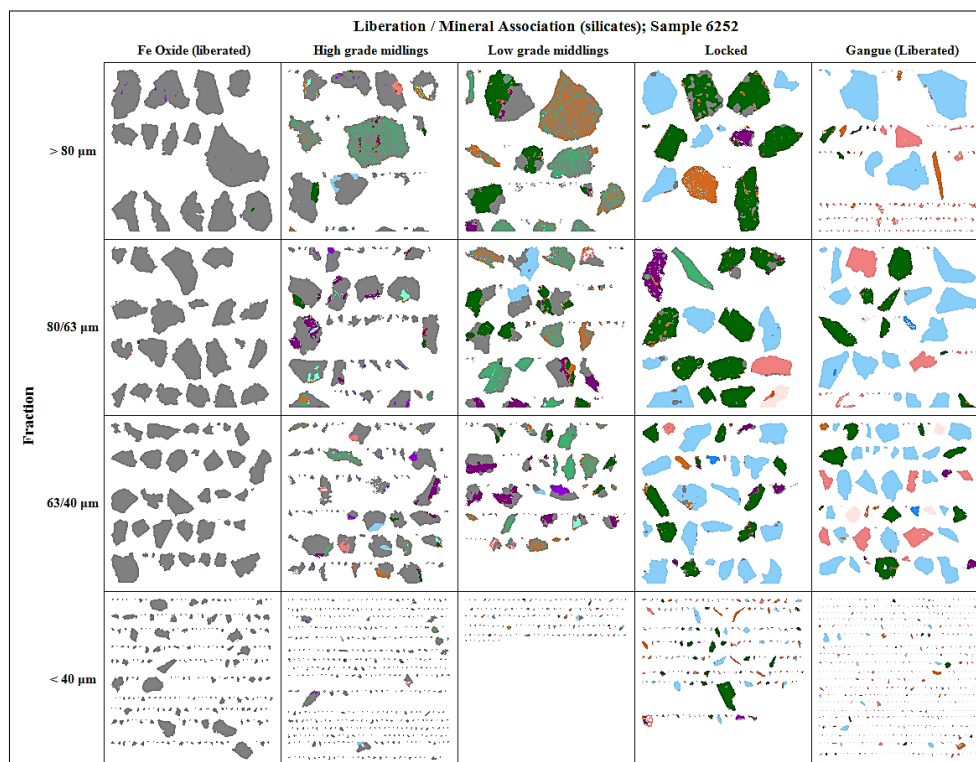 Liberation / Mineral Association (silicates); Sample 6252
Fe Oxide (liberated) High grade midlings Low grade middlings Locked Gangue (Liberated)
Fraction
> 80 µm
80/63 µm
63/40 µm
< 40 µm